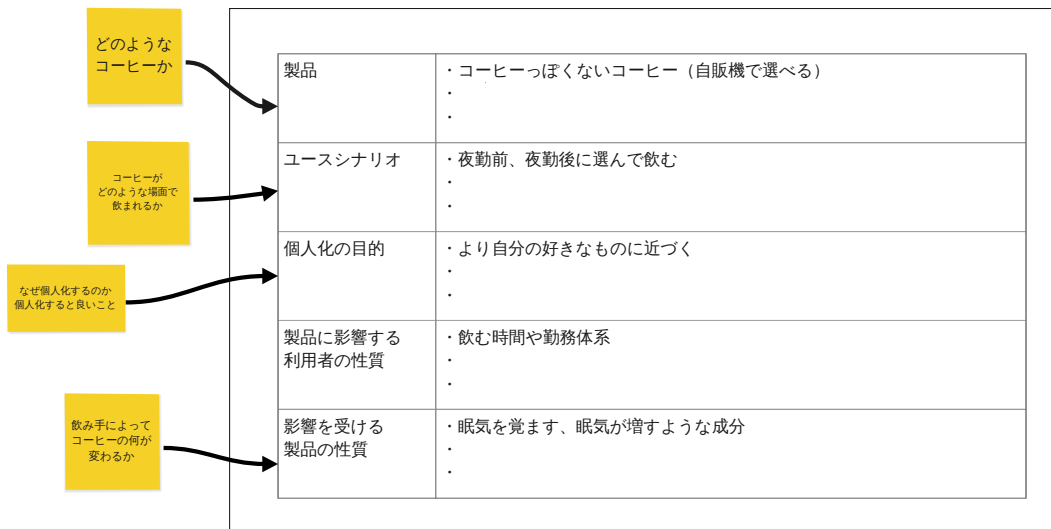 どのような
コーヒーか
製品
・コーヒーっぽくないコーヒー（自販機で選べる）
・
・
コーヒーが
どのような場面で
飲まれるか
ユースシナリオ
・夜勤前、夜勤後に選んで飲む
・
・
なぜ個人化するのか
個人化すると良いこと
個人化の目的
・より自分の好きなものに近づく
・
・
製品に影響する
利用者の性質
・飲む時間や勤務体系
・
・
飲み手によって
コーヒーの何が
変わるか
影響を受ける
製品の性質
・眠気を覚ます、眠気が増すような成分
・
・